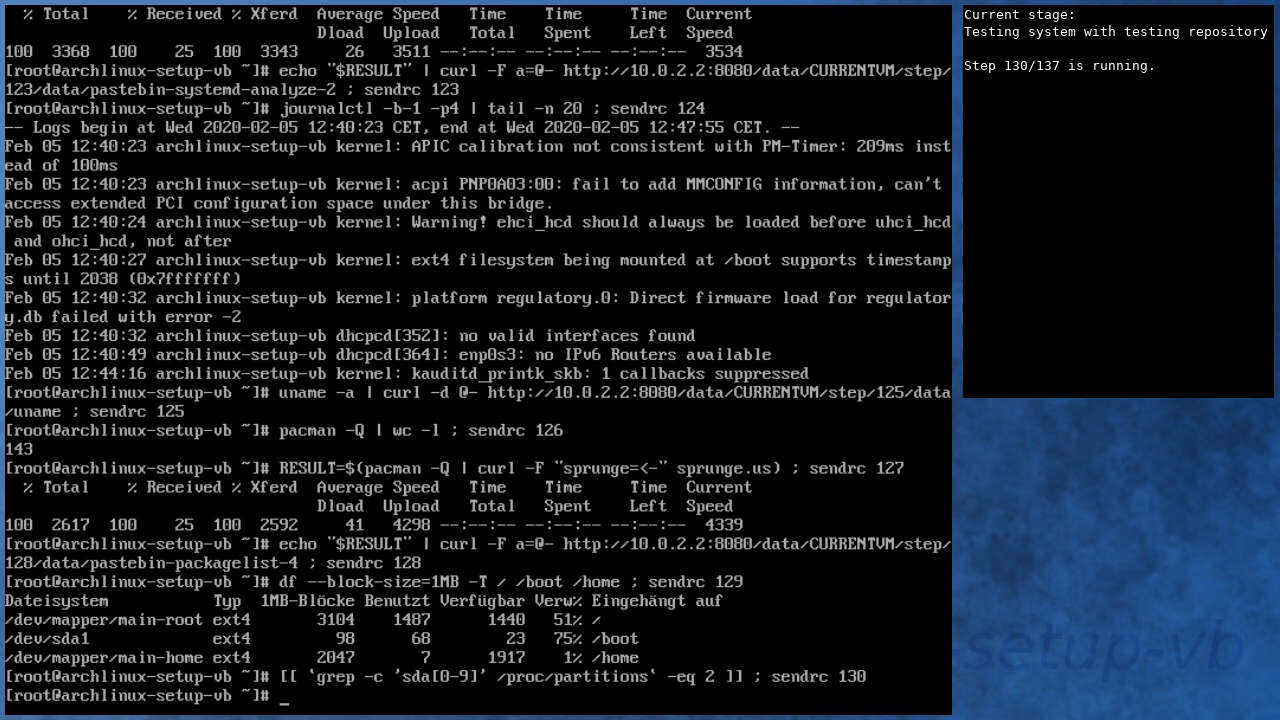 % Total    % Received % Xferd  Average Speed   Time    Time     Time  Current
                                 Dload  Upload   Total   Spent    Left  Speed
100  3368  100    25  100  3343     26   3511 --:--:-- --:--:-- --:--:--  3534
[root@archlinux-setup-vb ~]# echo "$RESULT" | curl -F a=@- http://10.0.2.2:8080/data/CURRENTVM/step/
123/data/pastebin-systemd-analyze-2 ; sendrc 123
[root@archlinux-setup-vb ~]# journalctl -b-1 -p4 | tail -n 20 ; sendrc 124
-- Logs begin at Wed 2020-02-05 12:40:23 CET, end at Wed 2020-02-05 12:47:55 CET. --
Feb 05 12:40:23 archlinux-setup-vb kernel: APIC calibration not consistent with PM-Timer: 209ms inst
ead of 100ms
Feb 05 12:40:23 archlinux-setup-vb kernel: acpi PNP0A03:00: fail to add MMCONFIG information, can't 
access extended PCI configuration space under this bridge.
Feb 05 12:40:24 archlinux-setup-vb kernel: Warning! ehci_hcd should always be loaded before uhci_hcd
 and ohci_hcd, not after
Feb 05 12:40:27 archlinux-setup-vb kernel: ext4 filesystem being mounted at /boot supports timestamp
s until 2038 (0x7fffffff)
Feb 05 12:40:32 archlinux-setup-vb kernel: platform regulatory.0: Direct firmware load for regulator
y.db failed with error -2
Feb 05 12:40:32 archlinux-setup-vb dhcpcd[352]: no valid interfaces found
Feb 05 12:40:49 archlinux-setup-vb dhcpcd[364]: enp0s3: no IPv6 Routers available
Feb 05 12:44:16 archlinux-setup-vb kernel: kauditd_printk_skb: 1 callbacks suppressed
[root@archlinux-setup-vb ~]# uname -a | curl -d @- http://10.0.2.2:8080/data/CURRENTVM/step/125/data
/uname ; sendrc 125
[root@archlinux-setup-vb ~]# pacman -Q | wc -l ; sendrc 126
143
[root@archlinux-setup-vb ~]# RESULT=$(pacman -Q | curl -F "sprunge=<-" sprunge.us) ; sendrc 127
  % Total    % Received % Xferd  Average Speed   Time    Time     Time  Current
                                 Dload  Upload   Total   Spent    Left  Speed
100  2617  100    25  100  2592     41   4298 --:--:-- --:--:-- --:--:--  4339
[root@archlinux-setup-vb ~]# echo "$RESULT" | curl -F a=@- http://10.0.2.2:8080/data/CURRENTVM/step/
128/data/pastebin-packagelist-4 ; sendrc 128
[root@archlinux-setup-vb ~]# df --block-size=1MB -T / /boot /home ; sendrc 129
Dateisystem           Typ  1MB-Blöcke Benutzt Verfügbar Verw% Eingehängt auf
/dev/mapper/main-root ext4       3104    1487      1440   51% /
/dev/sda1             ext4         98      68        23   75% /boot
/dev/mapper/main-home ext4       2047       7      1917    1% /home
[root@archlinux-setup-vb ~]# [[ `grep -c 'sda[0-9]' /proc/partitions` -eq 2 ]] ; sendrc 130
[root@archlinux-setup-vb ~]# _
Current stage:
Testing system with testing repository
Step 130/137 is running.
-setup-vb